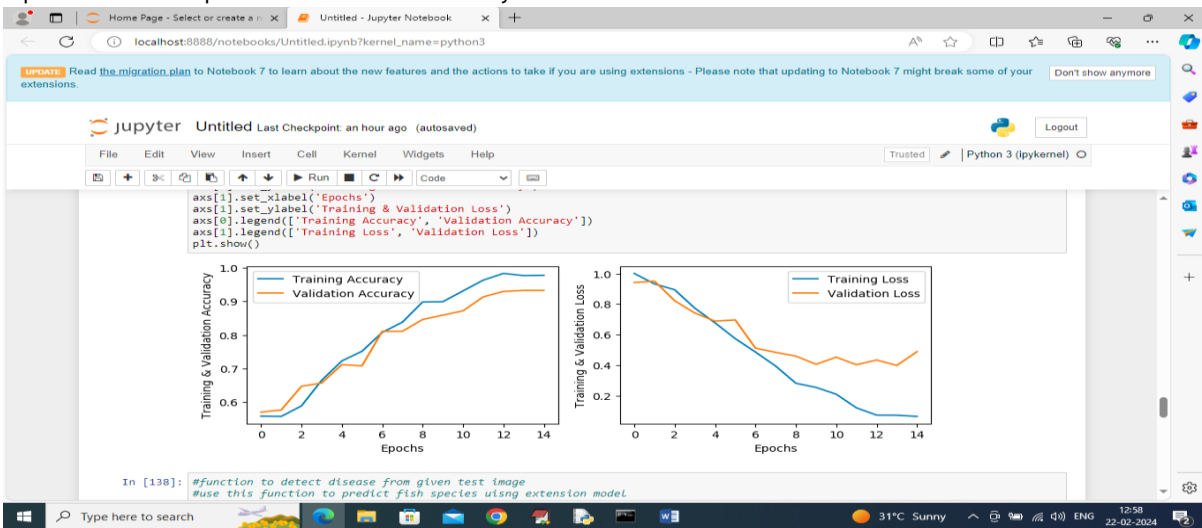 Home Page - Select or create a n
Untitled - Jupyter Notebook
localhost:8888/notebooks/Untitled.ipynb?kernel_name=python3
UPDATE Read the migration plan to Notebook 7 to learn about the new features and the actions to take if you are using extensions - Please note that updating to Notebook 7 might break some of your
extensions.
Don't show anymore
jupyter Untitled Last Checkpoint: an hour ago (autosaved)
Logout
File Edit View Insert Cell Kernel Widgets Help
Trusted Python 3 (ipykernel)
Run Code
axs[1].set_xlabel('Epochs')
axs[1].set_ylabel('Training & Validation Loss')
axs[0].legend(['Training Accuracy', 'Validation Accuracy'])
axs[1].legend(['Training Loss', 'Validation Loss'])
plt.show()
Training & Validation Accuracy
1.0
0.9
0.8
0.7
0.6
Training Accuracy
Validation Accuracy
0 2 4 6 8 10 12 14
Epochs
Training & Validation Loss
1.0
0.8
0.6
0.4
0.2
Training Loss
Validation Loss
0 2 4 6 8 10 12 14
Epochs
In [138]: #function to detect disease from given test image
#use this function to predict fish species uisng extension model
Type here to search
31°C Sunny
ENG
12:58
22-02-2024